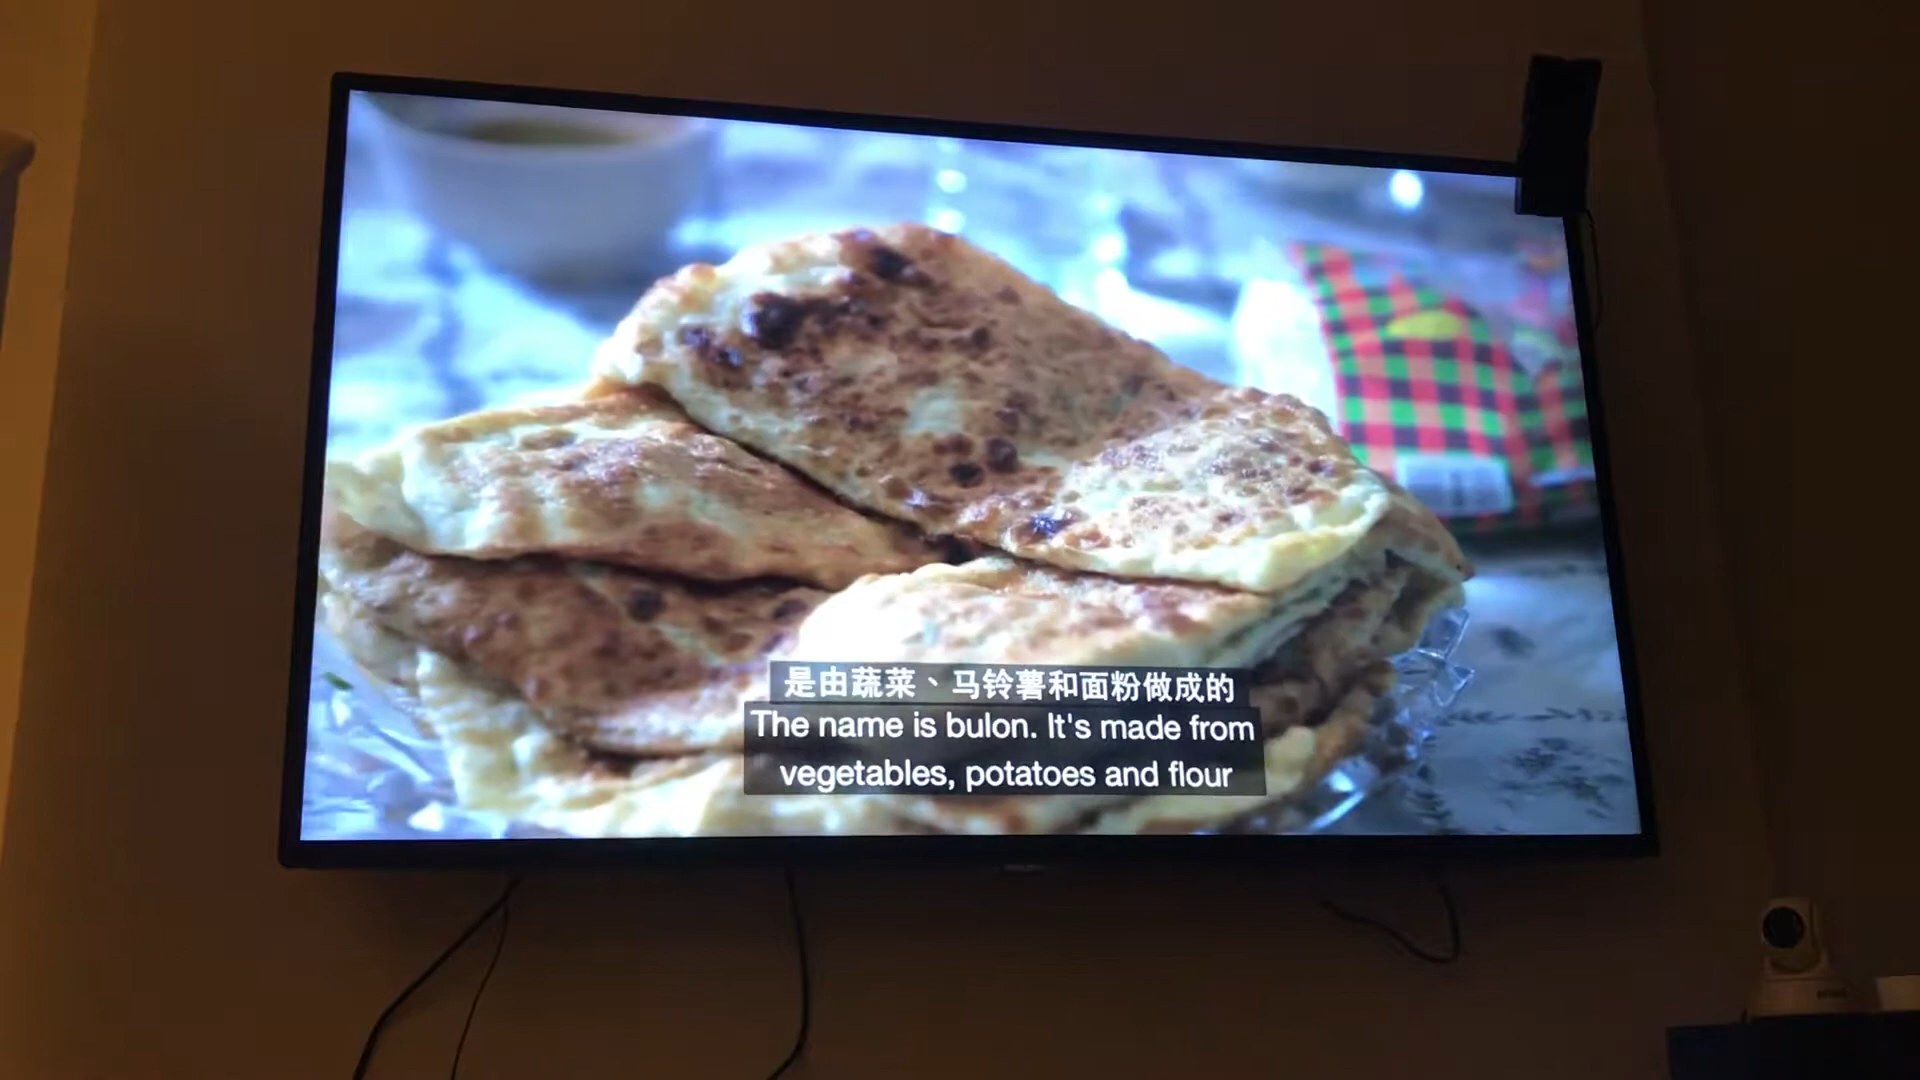 是由蔬菜、马铃薯和面粉做成的
The name is bulon. It's made from
vegetables, potatoes and flour